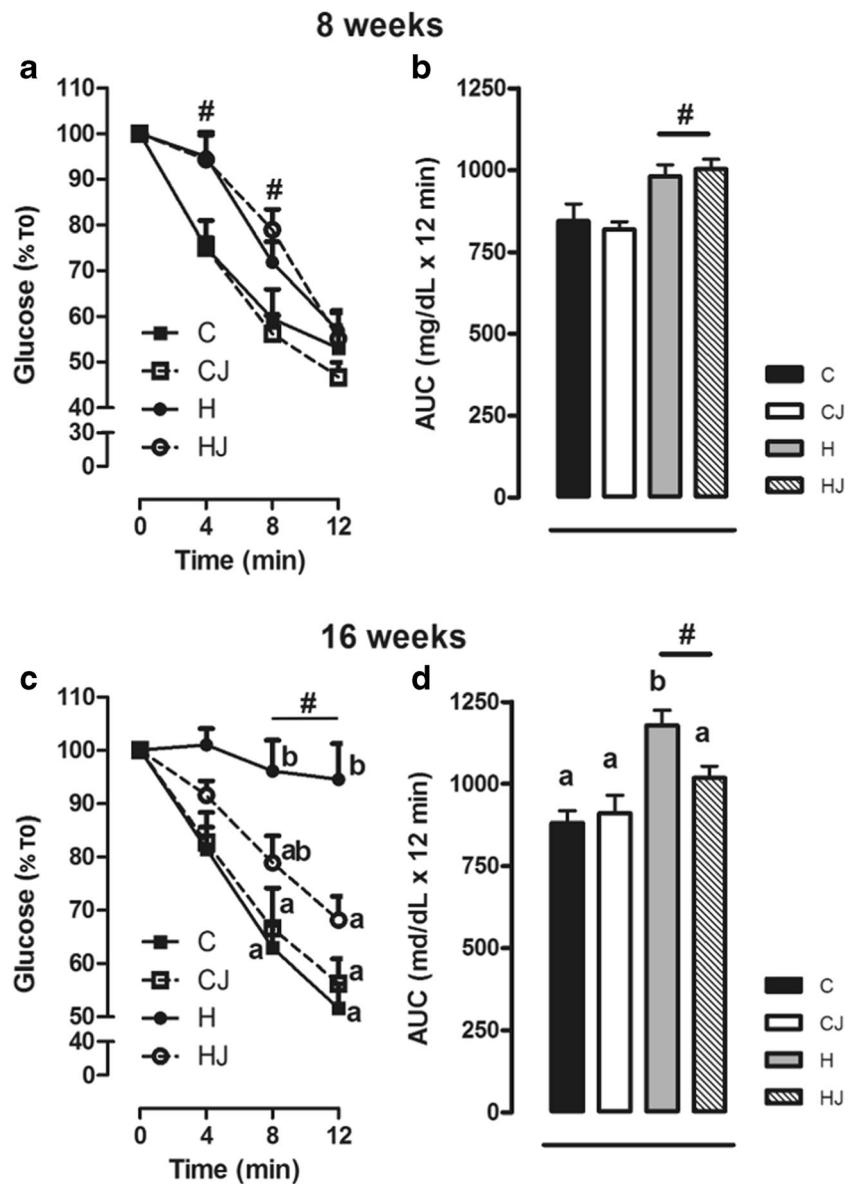 8 weeks
a
110
100
90
80
70
60
50
40
30
0
Glucose (% T0)
#
#
C
CJ
H
HJ
0 4 8 12
Time (min)
b
1250
1000
750
500
250
0
AUC (mg/dL x 12 min)
#
C
CJ
H
HJ
16 weeks
c
110
100
90
80
70
60
50
40
0
Glucose (% T0)
#
b b
ab
a
a
a
a
a
C
CJ
H
HJ
0 4 8 12
Time (min)
d
1250
1000
750
500
250
0
AUC (md/dL x 12 min)
#
a a b a
C
CJ
H
HJ